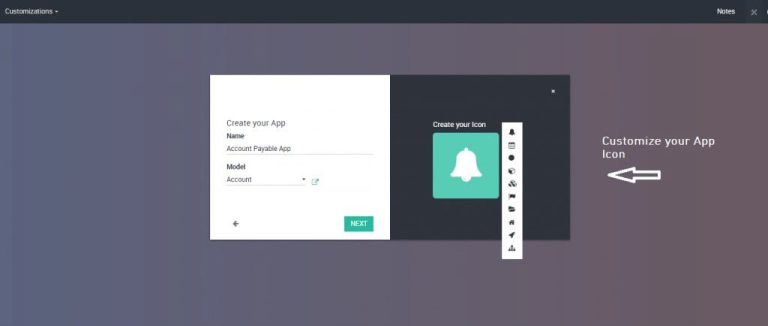 Customizations
Notes
Create your App
Name
Account Payable App
Model
Account
NEXT
Create your Icon
Customize your App
Icon